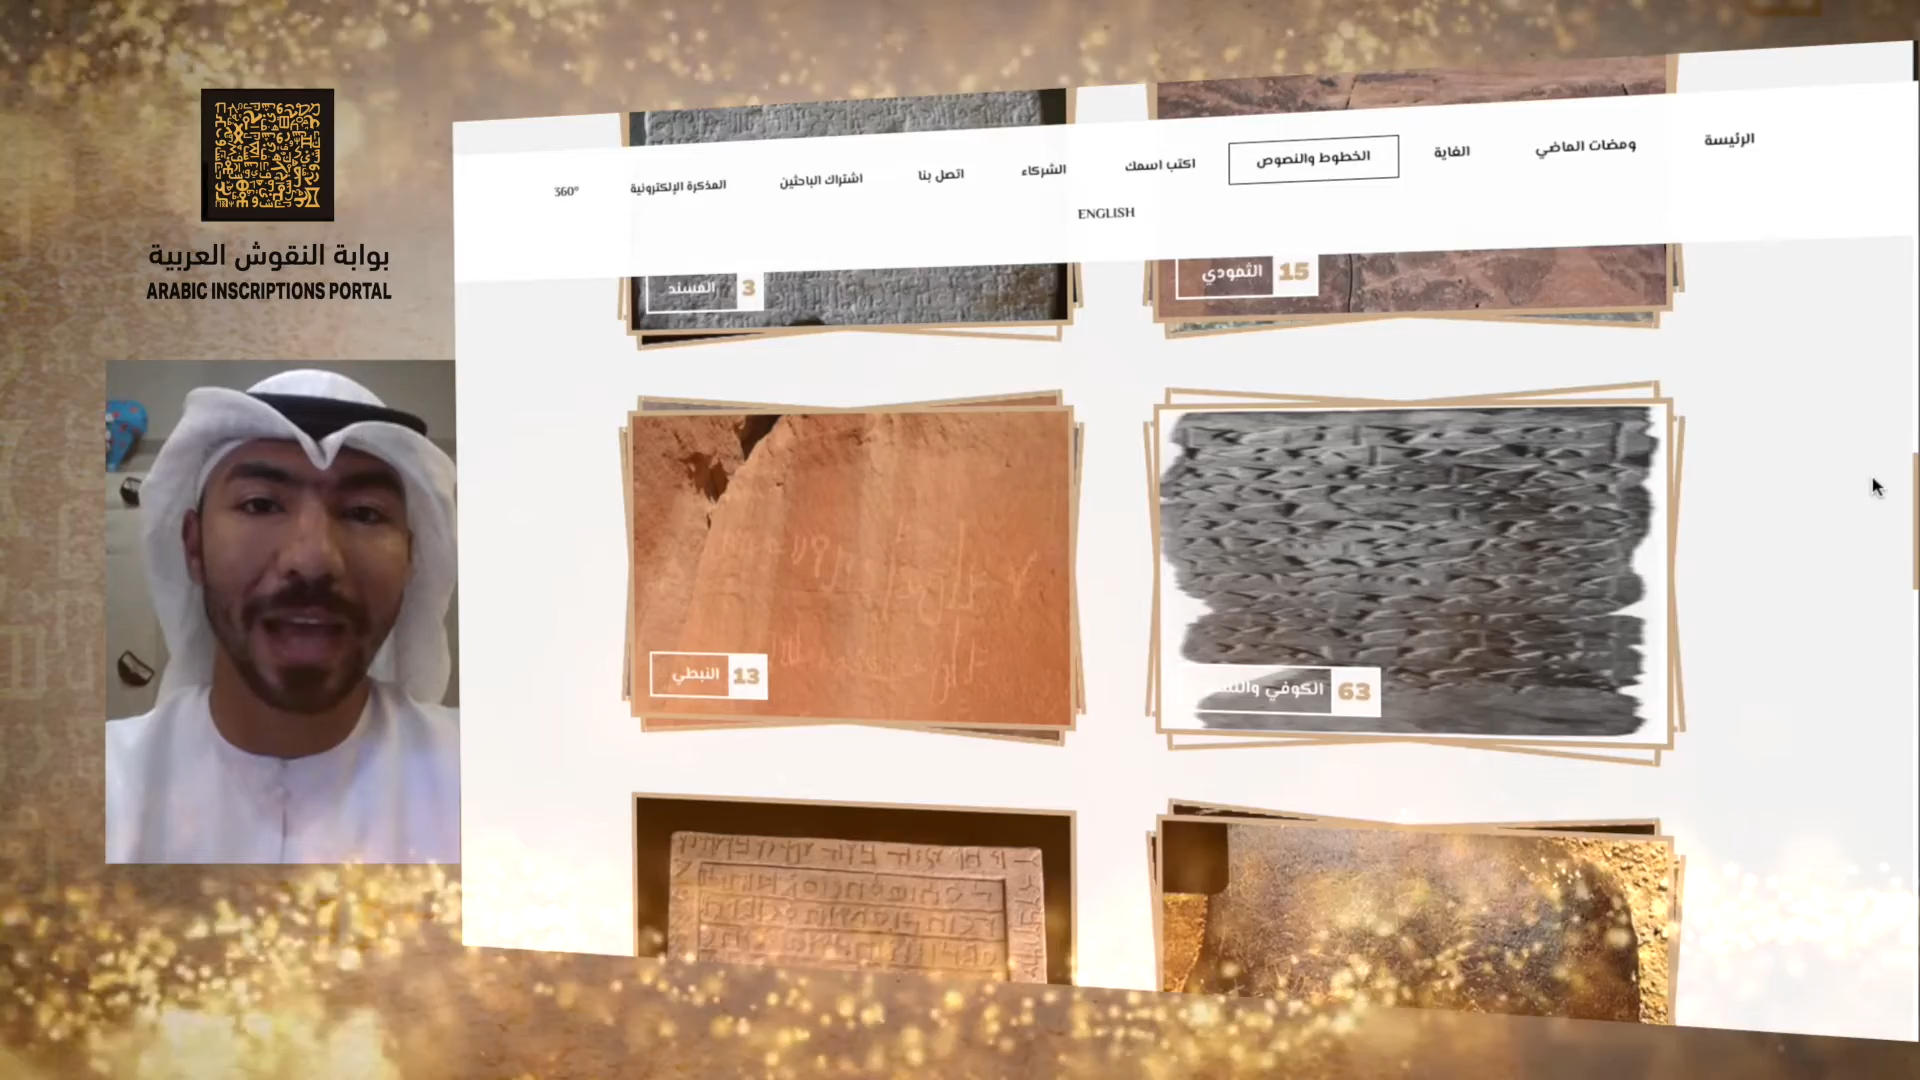 بوابة النقوش العربية
ARABIC INSCRIPTIONS PORTAL
الرئيسة
ومضات الماضي
الغاية
الخطوط والنصوص
اكتب اسمك
الشركاء
اتصل بنا
اشتراك الباحثين
المذكرة الإلكترونية
360°
ENGLISH
الثمودي 15
المسند 3
الكوفي 63
النبطي 13